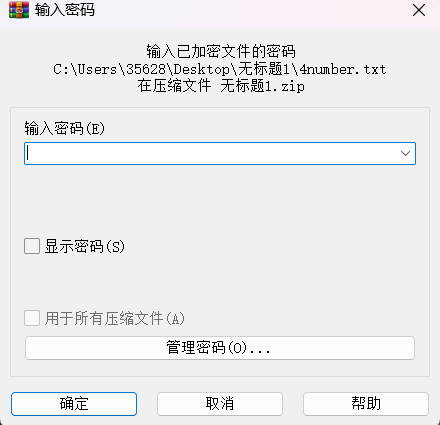 输入密码
输入已加密文件的密码
C:\Users\35628\Desktop\无标题1\4number.txt
在压缩文件 无标题1.zip
输入密码(E)
显示密码(S)
用于所有压缩文件(A)
管理密码(O)...
确定
取消
帮助